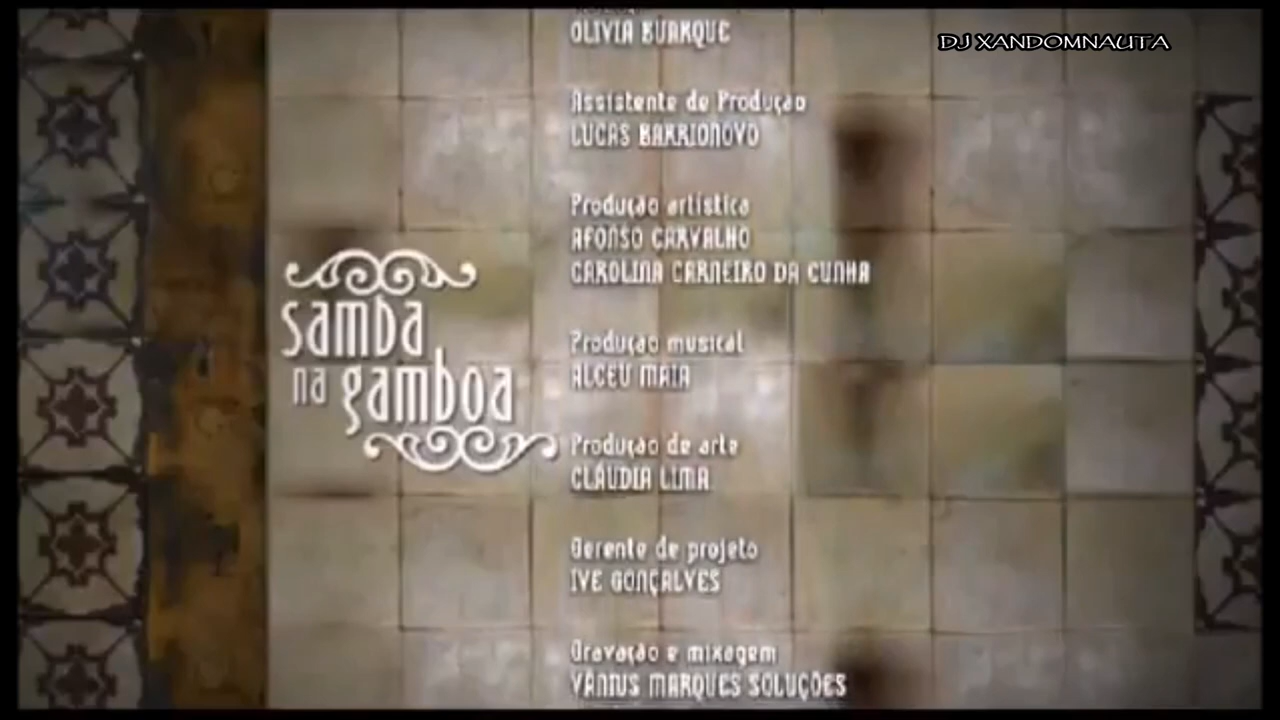 DJ XANDOMNAUTA
OLIVIA BUARQUE
Assistente de Produção
LUCAS BARRIONOVO
Produção artística
AFONSO CARVALHO
CAROLINA CARNEIRO DA CUNHA
samba
na gamboa
Produção musical
ALCEU MAIA
Produção de arte
CLÁUDIA LIMA
Gerente de projeto
IVE GONÇALVES
Gravação e mixagem
VÂNIUS MARQUES SOLUÇÕES